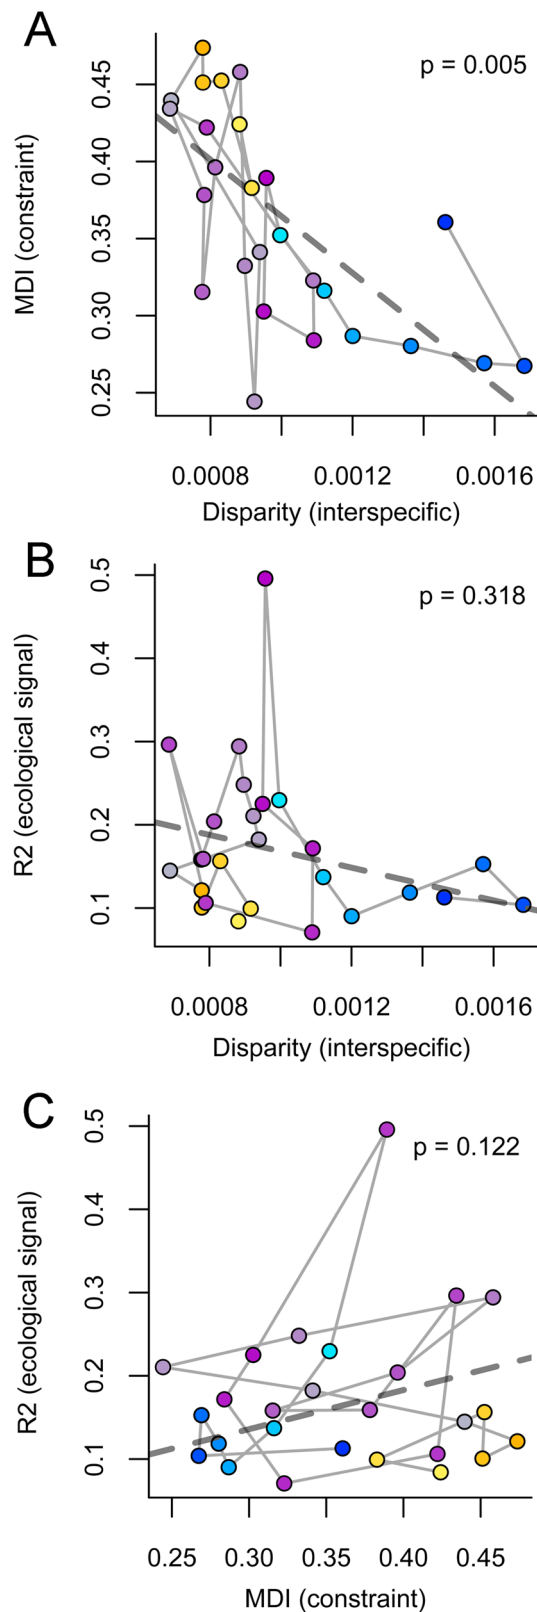 A
p = 0.005
MDI (constraint)
0.45
0.40
0.35
0.30
0.25
0.0008 0.0012 0.0016
Disparity (interspecific)
B
p = 0.318
R2 (ecological signal)
0.5
0.4
0.3
0.2
0.1
0.0008 0.0012 0.0016
Disparity (interspecific)
C
p = 0.122
R2 (ecological signal)
0.5
0.4
0.3
0.2
0.1
0.25 0.30 0.35 0.40 0.45
MDI (constraint)